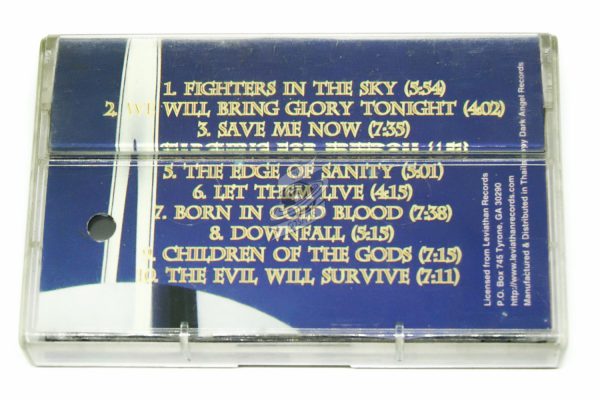 1. FIGHTERS IN THE SKY (5:54)
2. WE WILL BRING GLORY TONIGHT (4:02)
3. SAVE ME NOW (7:35)
FOR
5. THE EDGE OF SANITY (5:01)
6. LET THEM LIVE (4:15)
7. BORN IN COLD BLOOD (7:38)
8. DOWNFALL (5:15)
9. CHILDREN OF THE GODS (7:15)
10. THE EVIL WILL SURVIVE (7:11)
Licensed from Leviathan Records
P.O. Box 745 Tyrone, GA 30290
http://www.leviathanrecords.com
Manufactured & Distributed in Thailand by Dark Angel Records